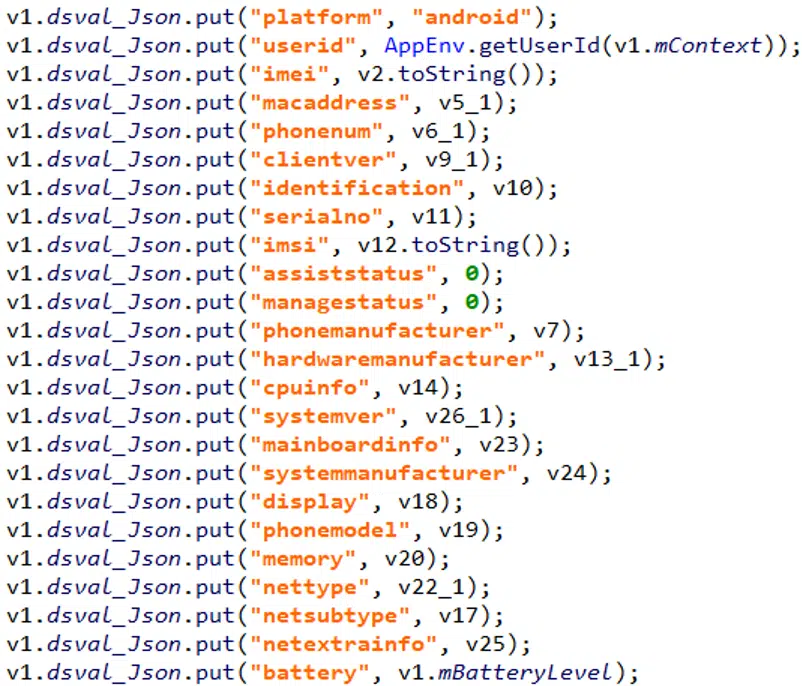 v1.dsval_Json.put("platform", "android");
v1.dsval_Json.put("userid", AppEnv.getUserId(v1.mContext));
v1.dsval_Json.put("imei", v2.toString());
v1.dsval_Json.put("macaddress", v5_1);
v1.dsval_Json.put("phonenum", v6_1);
v1.dsval_Json.put("clientver", v9_1);
v1.dsval_Json.put("identification", v10);
v1.dsval_Json.put("serialno", v11);
v1.dsval_Json.put("imsi", v12.toString());
v1.dsval_Json.put("assiststatus", 0);
v1.dsval_Json.put("managestatus", 0);
v1.dsval_Json.put("phonemanufacturer", v7);
v1.dsval_Json.put("hardwaremanufacturer", v13_1);
v1.dsval_Json.put("cpuinfo", v14);
v1.dsval_Json.put("systemver", v26_1);
v1.dsval_Json.put("mainboardinfo", v23);
v1.dsval_Json.put("systemmanufacturer", v24);
v1.dsval_Json.put("display", v18);
v1.dsval_Json.put("phonemodel", v19);
v1.dsval_Json.put("memory", v20);
v1.dsval_Json.put("nettype", v22_1);
v1.dsval_Json.put("netsubtype", v17);
v1.dsval_Json.put("netextrainfo", v25);
v1.dsval_Json.put("battery", v1.mBatteryLevel);